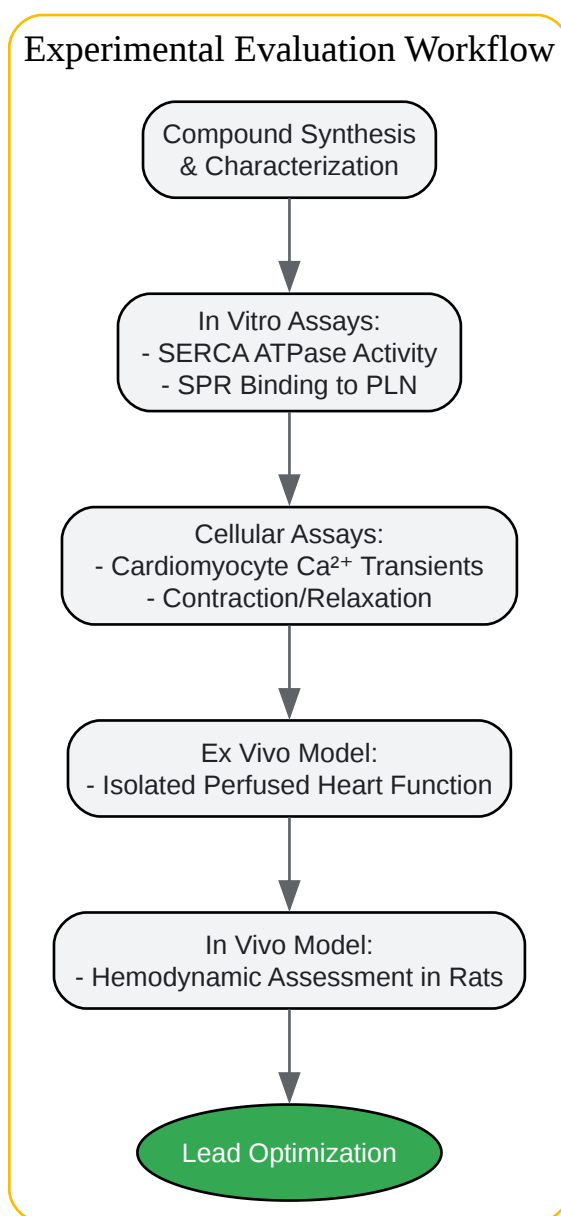 Experimental Evaluation Workflow
Compound Synthesis
& Characterization
In Vitro Assays:
- SERCA ATPase Activity
- SPR Binding to PLN
Cellular Assays:
- Cardiomyocyte Ca²⁺ Transients
- Contraction/Relaxation
Ex Vivo Model:
- Isolated Perfused Heart Function
In Vivo Model:
- Hemodynamic Assessment in Rats
Lead Optimization